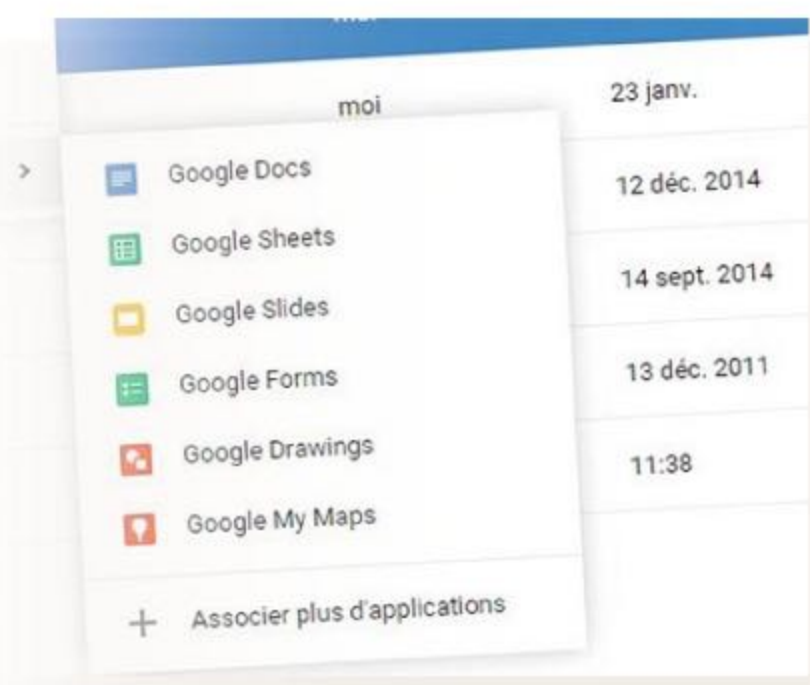 moi
23 janv.
Google Docs
12 déc. 2014
Google Sheets
14 sept. 2014
Google Slides
Google Forms
13 déc. 2011
Google Drawings
11:38
Google My Maps
+ Associer plus d'applications